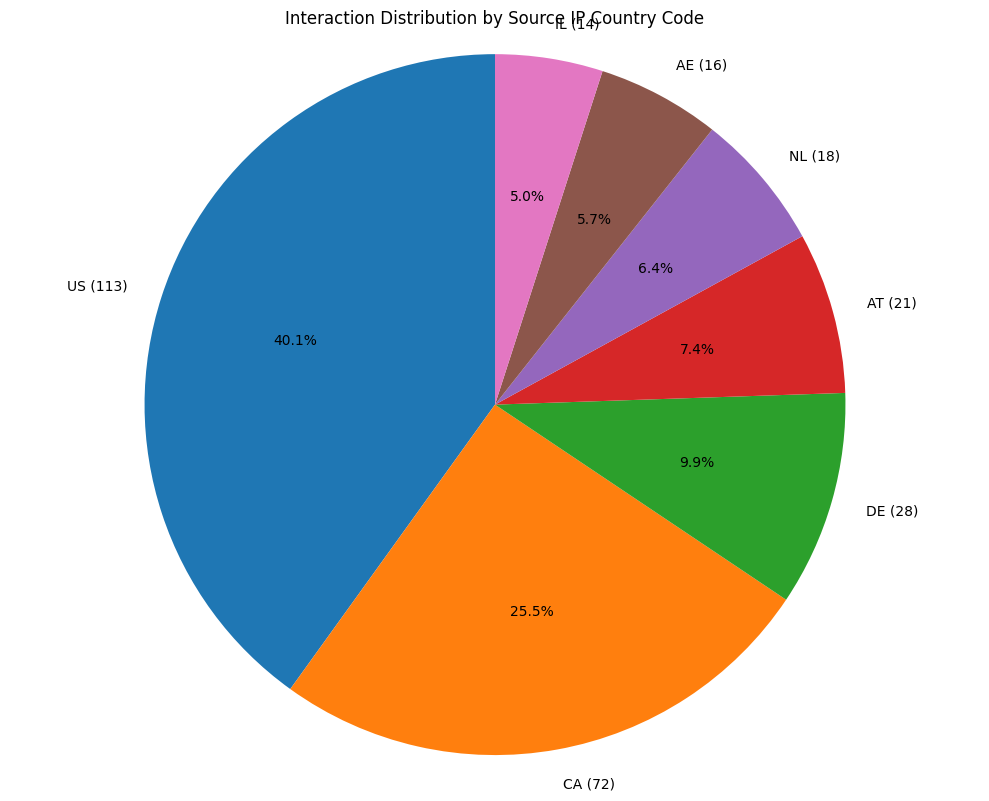 Interaction Distribution by Source IP Country Code
IL (14)
AE (16)
NL (18)
5.0%
5.7%
6.4%
US (113)
AT (21)
40.1%
7.4%
9.9%
DE (28)
25.5%
CA (72)